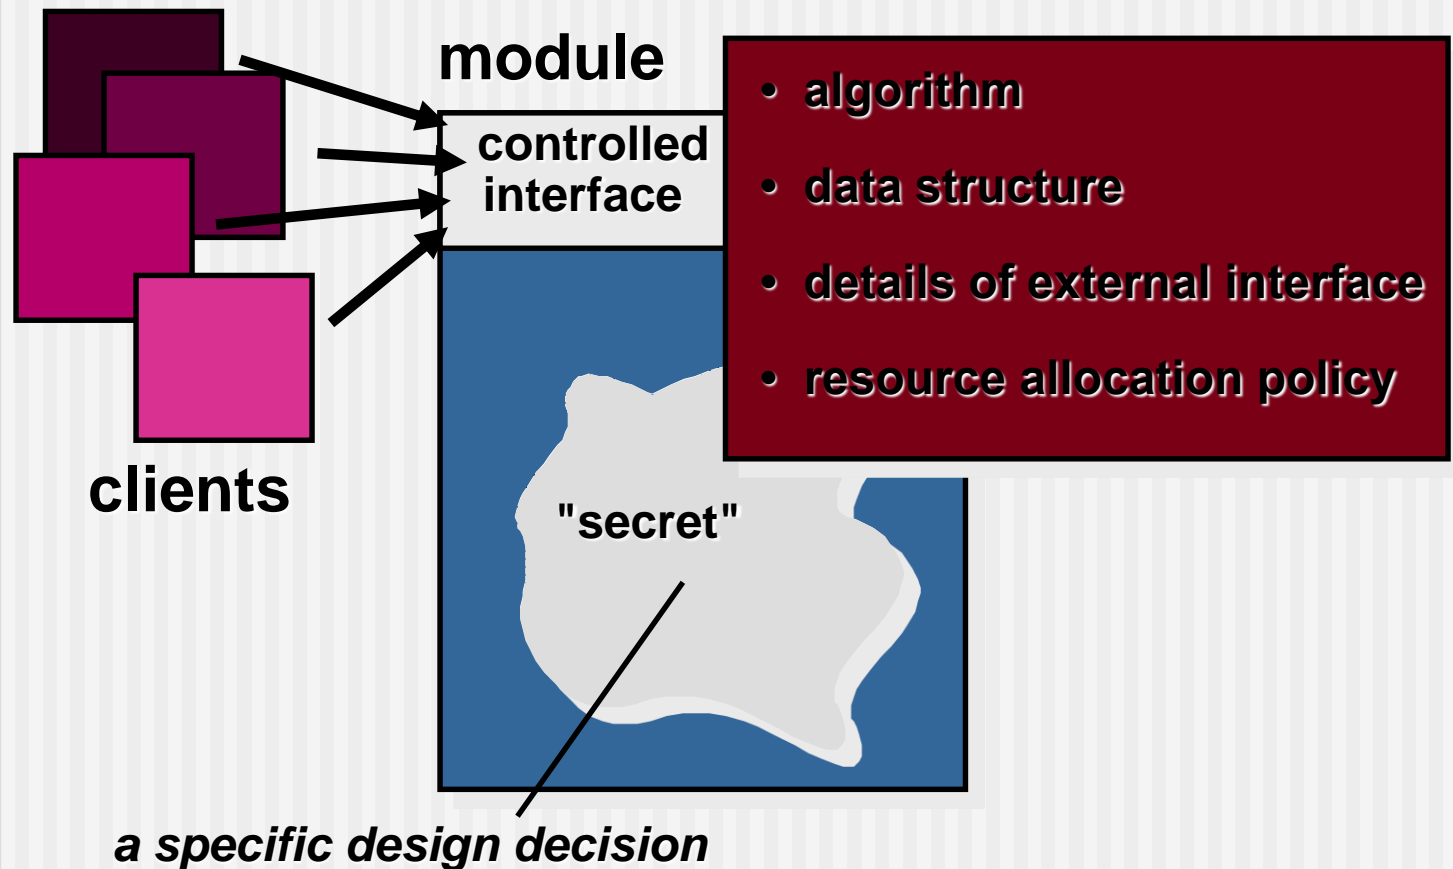 module
controlled
interface
• algorithm
• data structure
• details of external interface
• resource allocation policy
clients
"secret"
a specific design decision